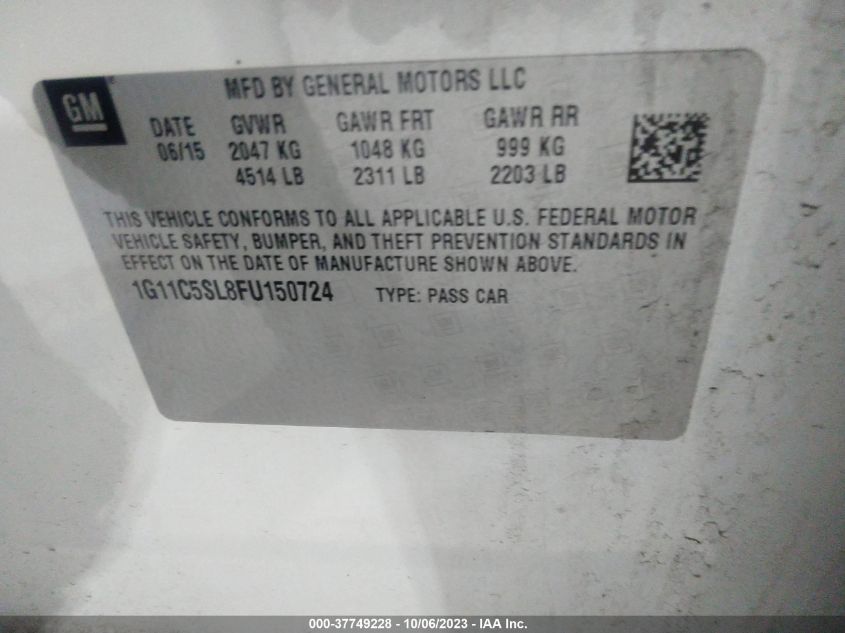 GM
MFD BY GENERAL MOTORS LLC
DATE GVWR GAWR FRT GAWR RR
06/15 2047 KG 1048 KG 999 KG
4514 LB 2311 LB 2203 LB
THIS VEHICLE CONFORMS TO ALL APPLICABLE U.S. FEDERAL MOTOR
VEHICLE SAFETY, BUMPER, AND THEFT PREVENTION STANDARDS IN
EFFECT ON THE DATE OF MANUFACTURE SHOWN ABOVE.
1G11C5SL8FU150724 TYPE: PASS CAR
000-37749228 - 10/06/2023 - IAA Inc.